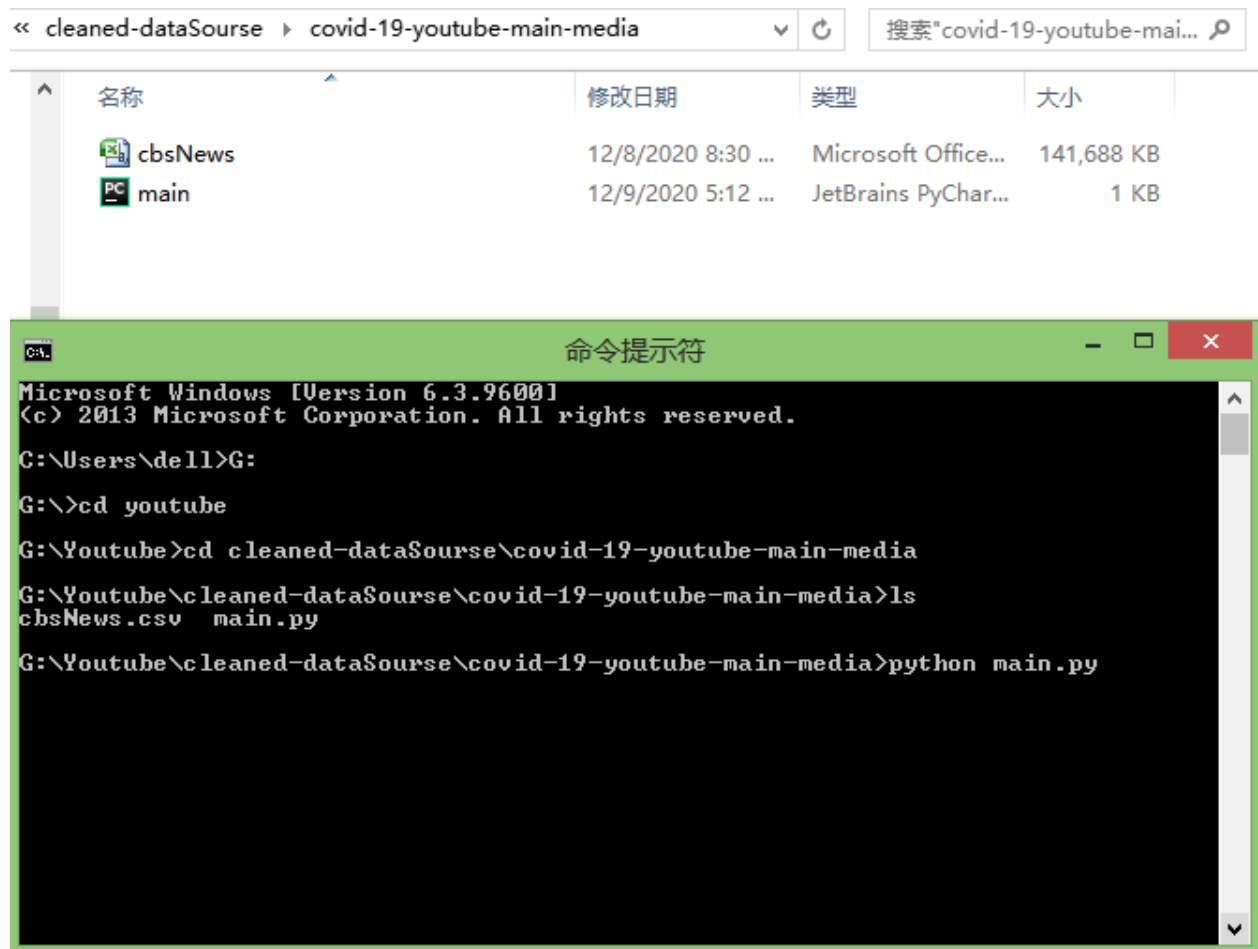 « cleaned-dataSourse ▸ covid-19-youtube-main-media 搜索"covid-19-youtube-mai...
名称 修改日期 类型 大小
cbsNews 12/8/2020 8:30 ... Microsoft Office... 141,688 KB
main 12/9/2020 5:12 ... JetBrains PyChar... 1 KB
命令提示符
Microsoft Windows [Version 6.3.9600]
(c) 2013 Microsoft Corporation. All rights reserved.
C:\Users\dell>G:
G:\>cd youtube
G:\Youtube>cd cleaned-dataSourse\covid-19-youtube-main-media
G:\Youtube\cleaned-dataSourse\covid-19-youtube-main-media>ls
cbsNews.csv  main.py
G:\Youtube\cleaned-dataSourse\covid-19-youtube-main-media>python main.py